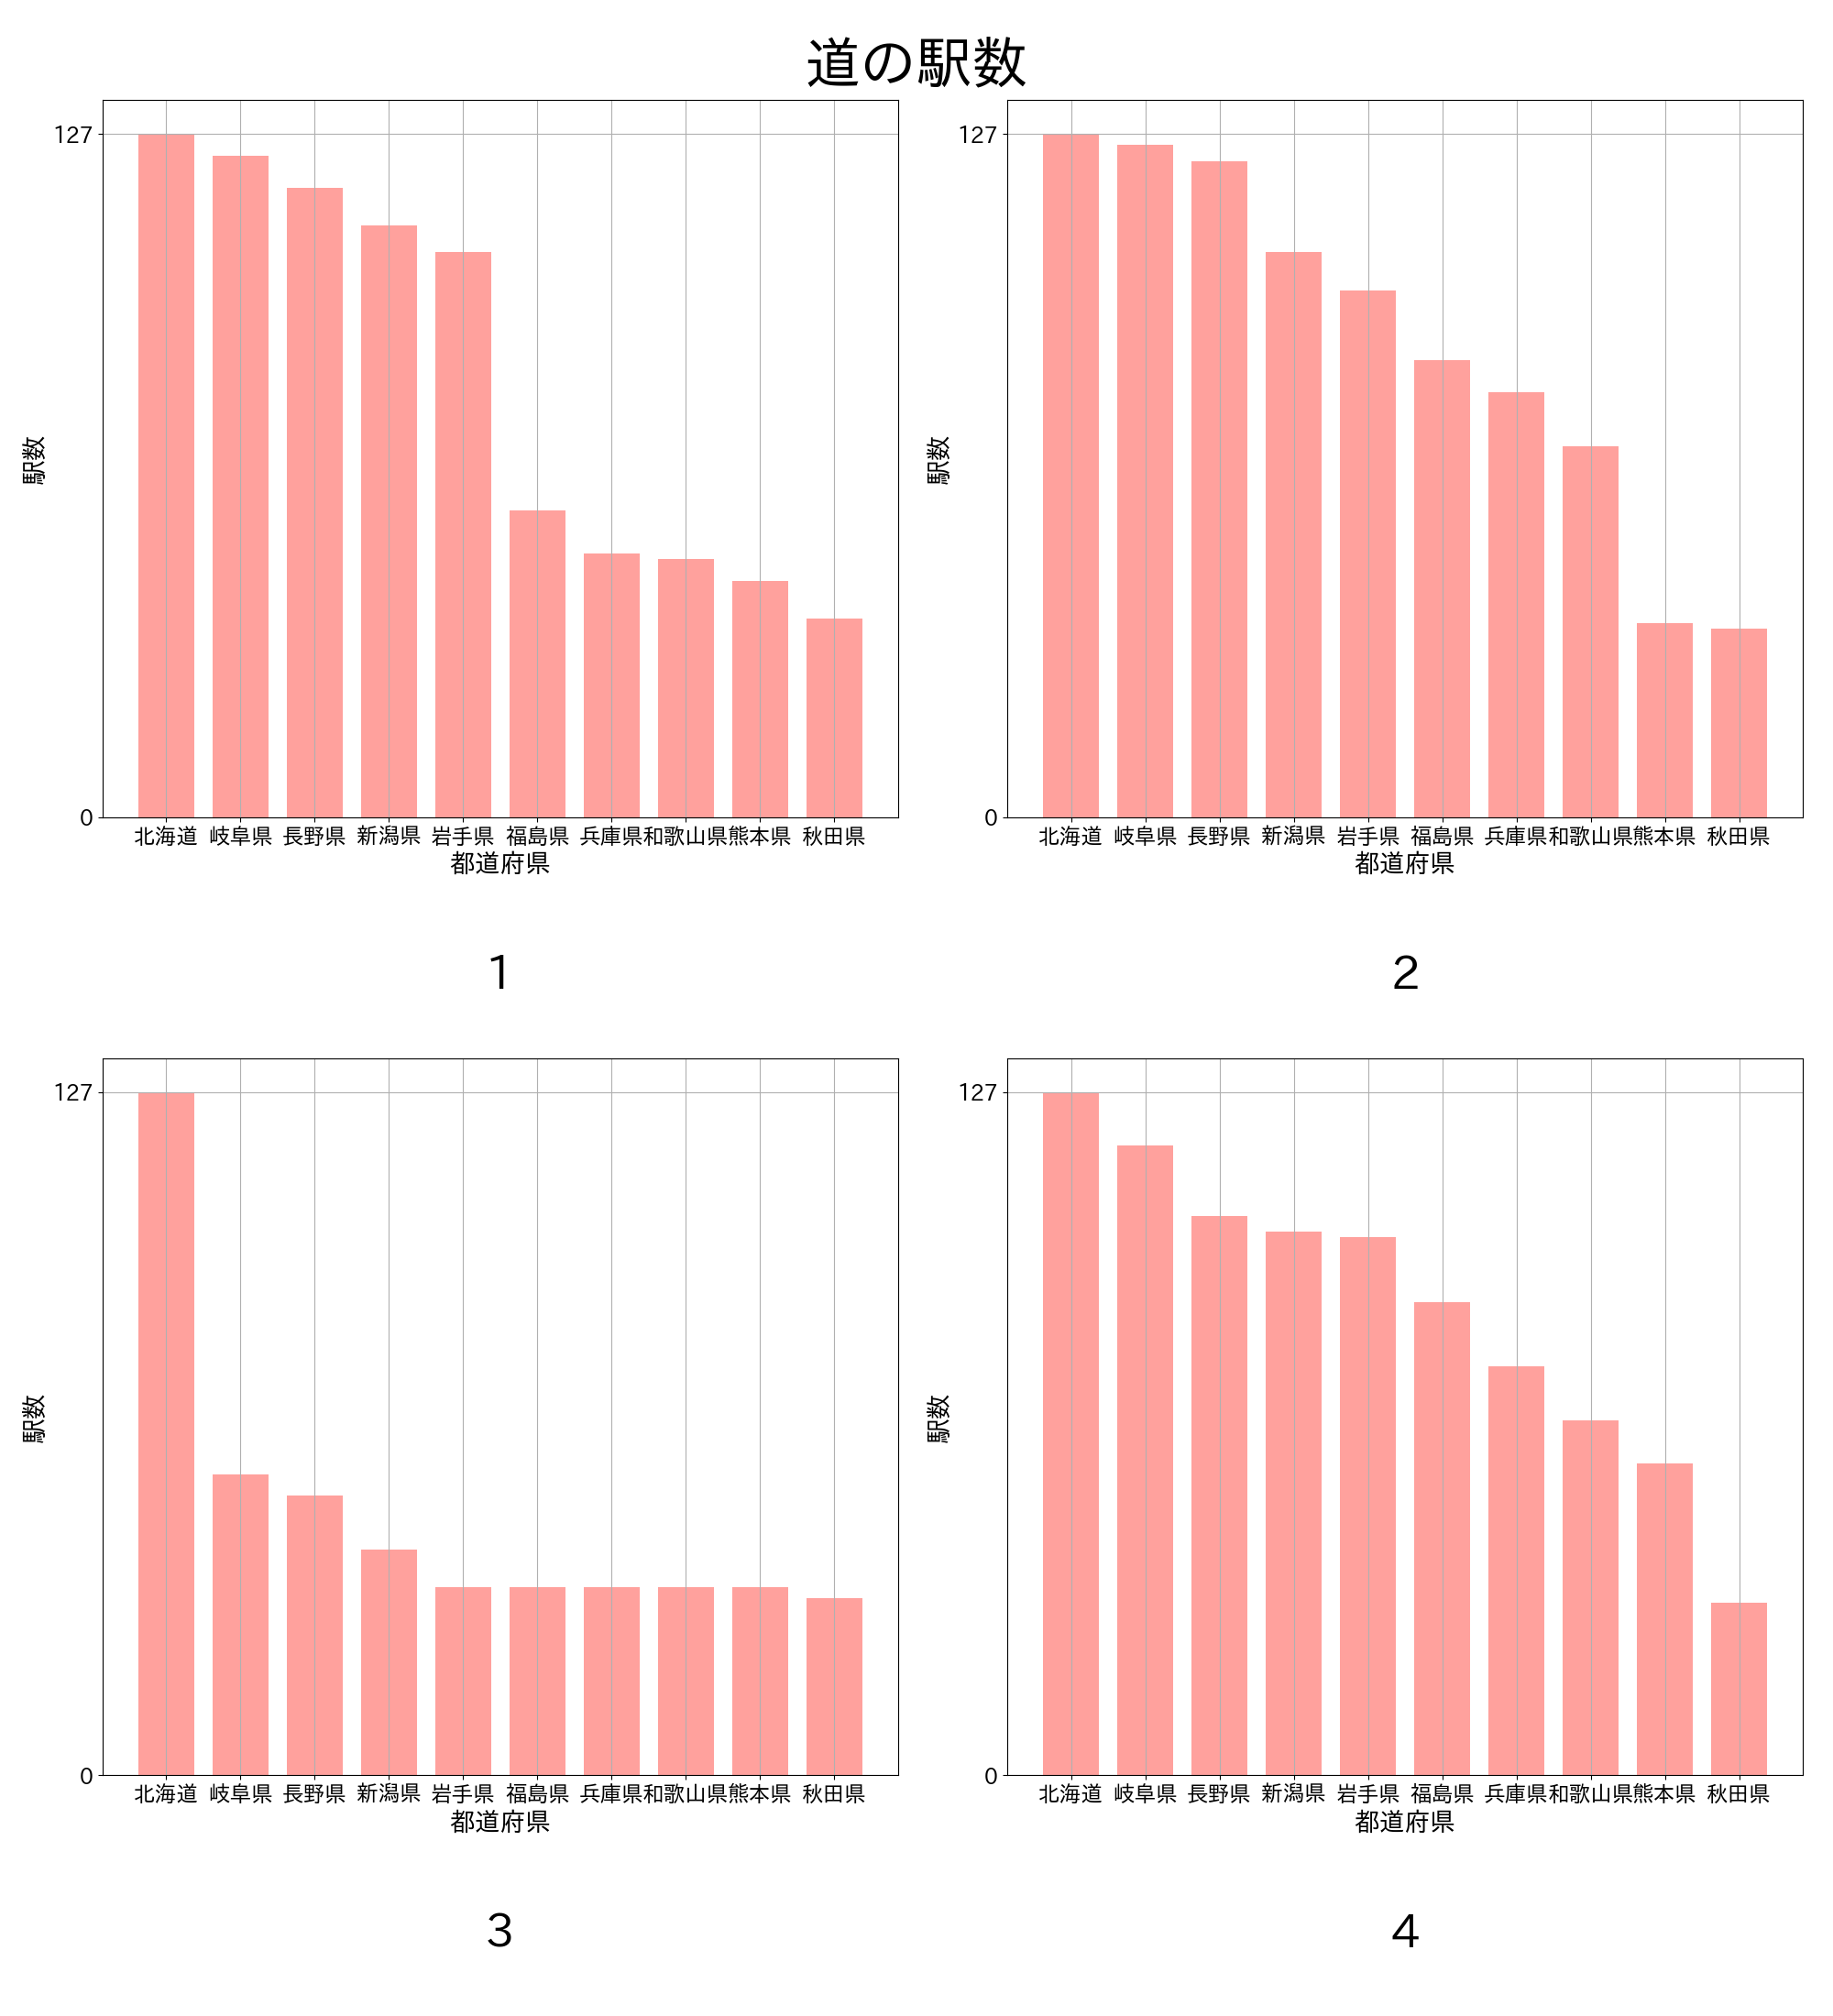 道の駅数
127
0
駅数
北海道 岐阜県 長野県 新潟県 岩手県 福島県 兵庫県 和歌山県 熊本県 秋田県
都道府県
1
127
0
駅数
北海道 岐阜県 長野県 新潟県 岩手県 福島県 兵庫県 和歌山県 熊本県 秋田県
都道府県
2
127
0
駅数
北海道 岐阜県 長野県 新潟県 岩手県 福島県 兵庫県 和歌山県 熊本県 秋田県
都道府県
3
127
0
駅数
北海道 岐阜県 長野県 新潟県 岩手県 福島県 兵庫県 和歌山県 熊本県 秋田県
都道府県
4